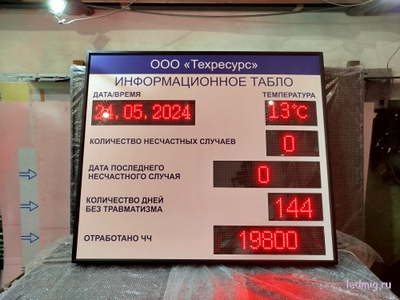 ООО «Техресурс»
ИНФОРМАЦИОННОЕ ТАБЛО
ДАТА/ВРЕМЯ ТЕМПЕРАТУРА
21.05.2024 13°C
КОЛИЧЕСТВО НЕСЧАСТНЫХ СЛУЧАЕВ 0
ДАТА ПОСЛЕДНЕГО
НЕСЧАСТНОГО СЛУЧАЯ 0
КОЛИЧЕСТВО ДНЕЙ
БЕЗ ТРАВМАТИЗМА 144
ОТРАБОТАНО ЧЧ 19800
ledmig.ru